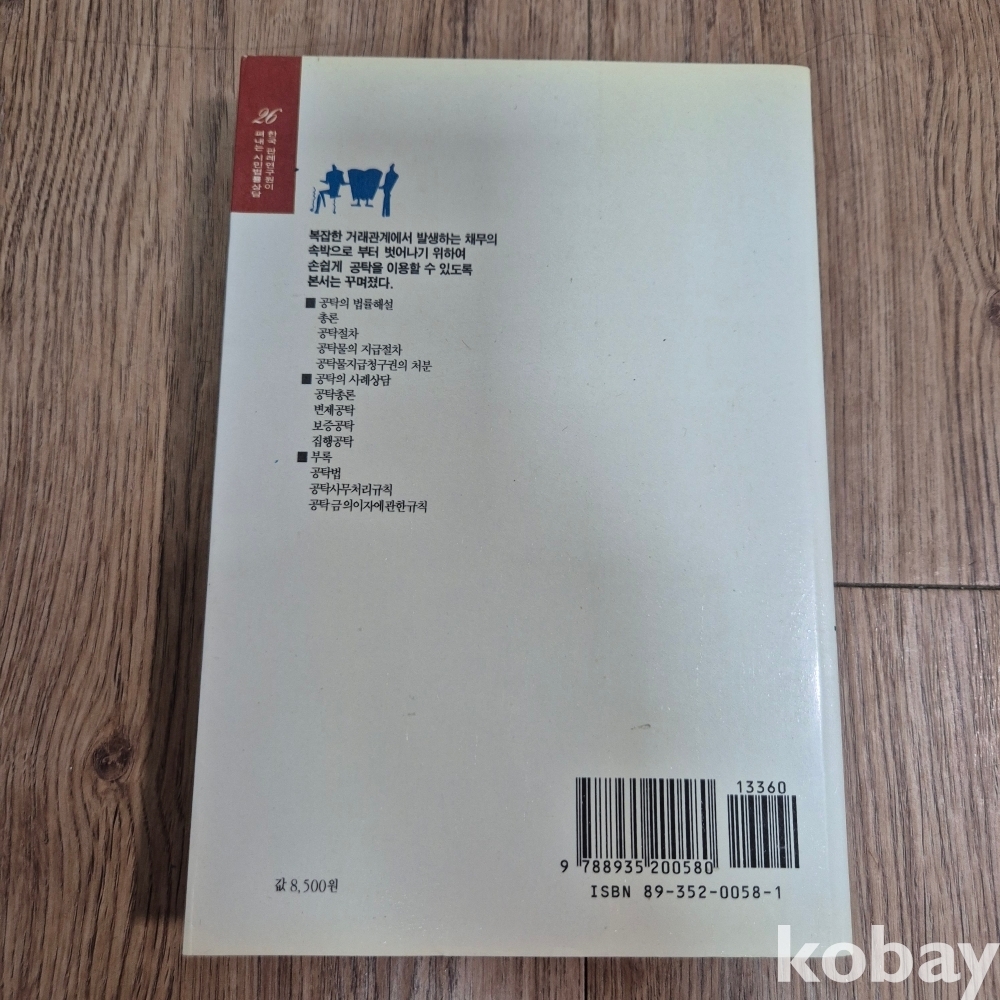 26
한국 판례연구원이
펴내는 시민법률상담
복잡한 거래관계에서 발생하는 채무의
속박으로 부터 벗어나기 위하여
손쉽게 공탁을 이용할 수 있도록
본서는 꾸며졌다.
■ 공탁의 법률해설
총론
공탁절차
공탁물의 지급절차
공탁물지급청구권의 처분
■ 공탁의 사례상담
공탁총론
변제공탁
보증공탁
집행공탁
■ 부록
공탁법
공탁사무처리규칙
공탁금의이자에관한규칙
13360
9 788935 200580
ISBN 89-352-0058-1
값 8,500원
kobay